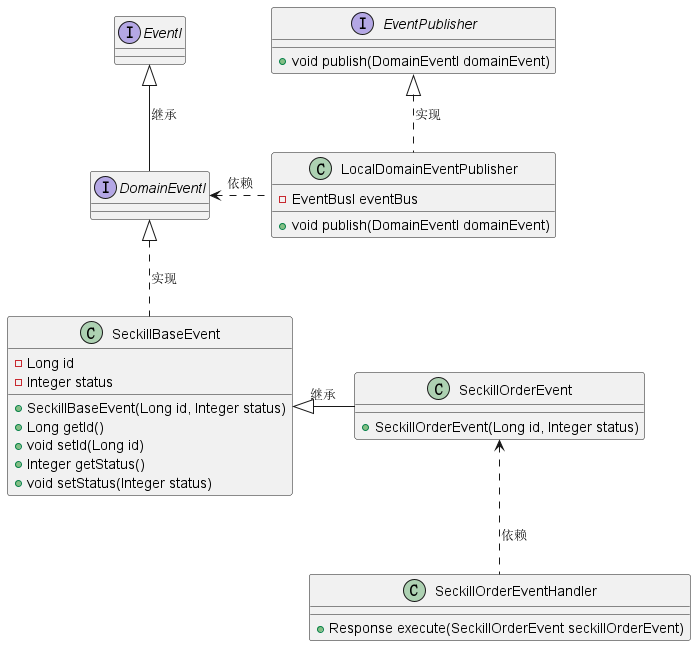 I EventI
I EventPublisher
void publish(DomainEventI domainEvent)
继承
实现
I DomainEventI
依赖
C LocalDomainEventPublisher
EventBusI eventBus
void publish(DomainEventI domainEvent)
实现
C SeckillBaseEvent
Long id
Integer status
SeckillBaseEvent(Long id, Integer status)
Long getId()
void setId(Long id)
Integer getStatus()
void setStatus(Integer status)
继承
C SeckillOrderEvent
SeckillOrderEvent(Long id, Integer status)
依赖
C SeckillOrderEventHandler
Response execute(SeckillOrderEvent seckillOrderEvent)